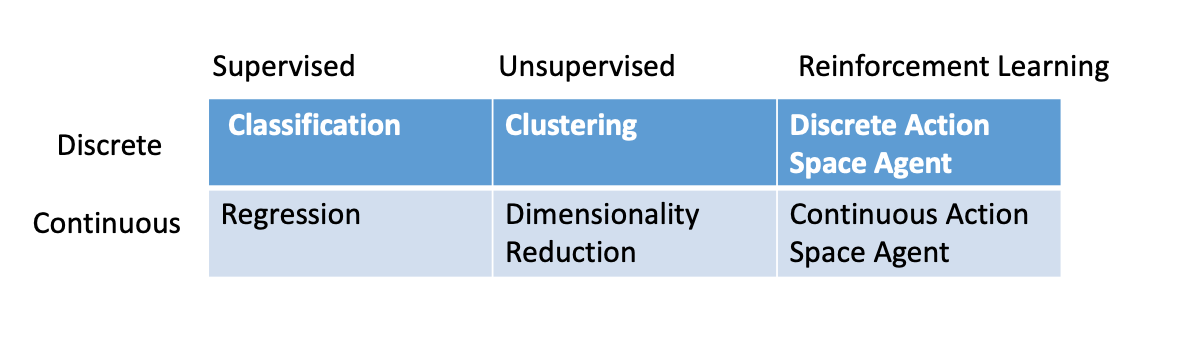 Supervised Unsupervised Reinforcement Learning
Discrete Classification Clustering Discrete Action
Space Agent
Continuous Regression Dimensionality Continuous Action
Reduction Space Agent